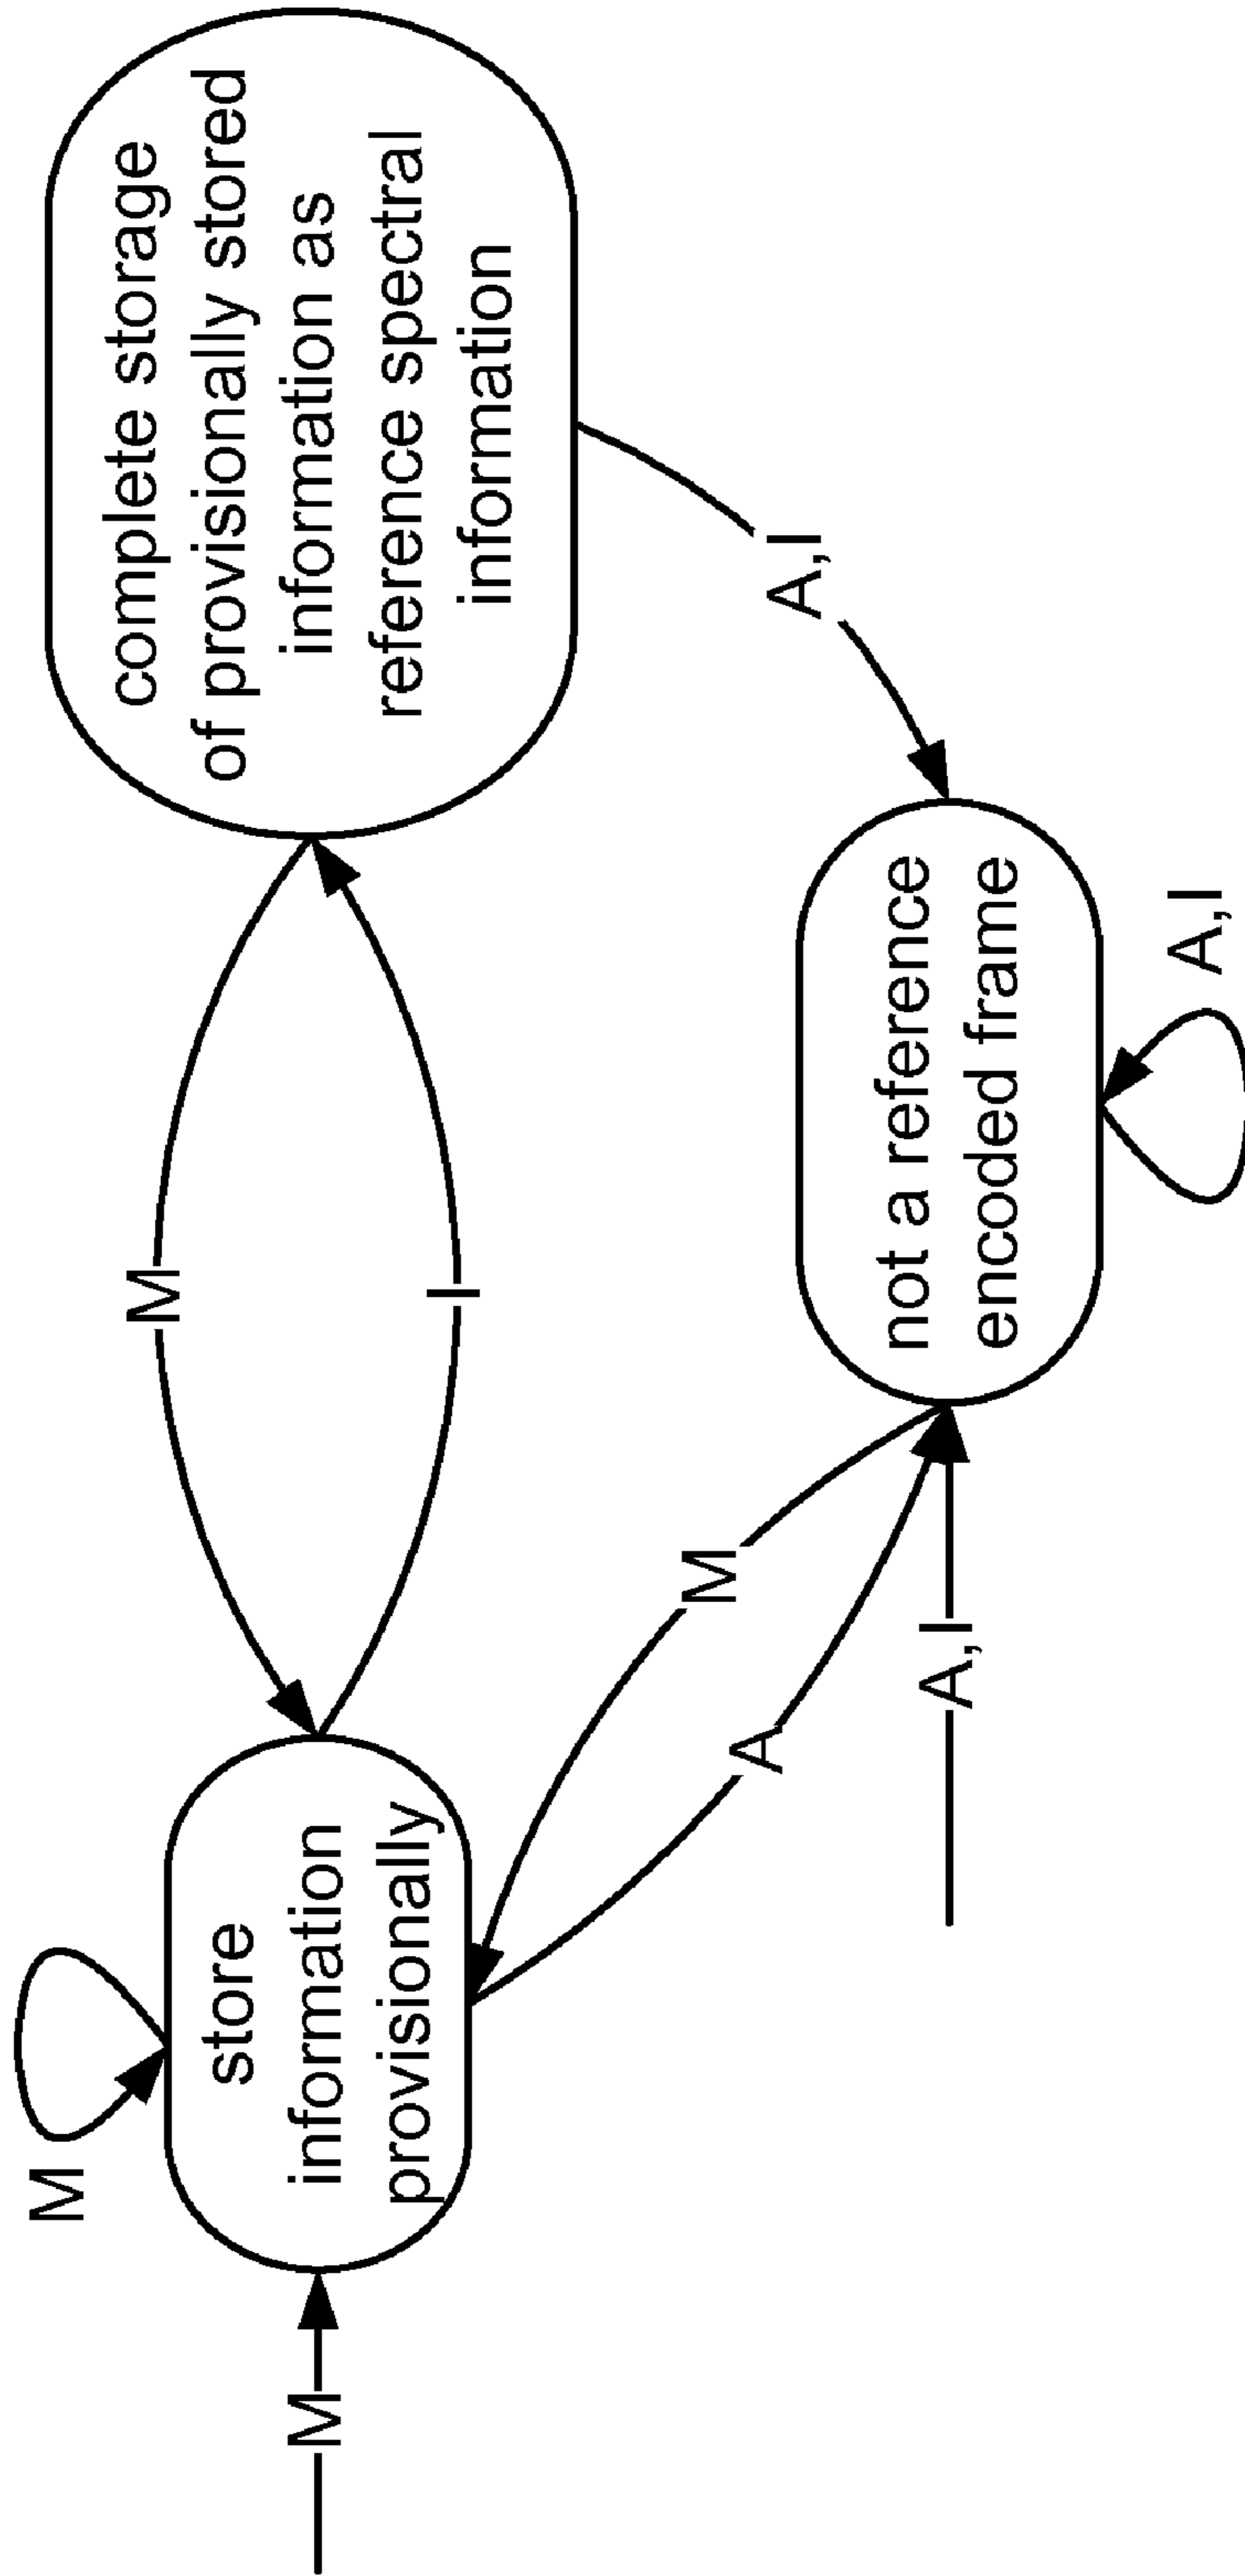 M
M
store
information
provisionally
M
I
complete storage
of provisionally stored
information as
reference spectral
information
M
A
A,I
A,I
not a reference
encoded frame
A,I